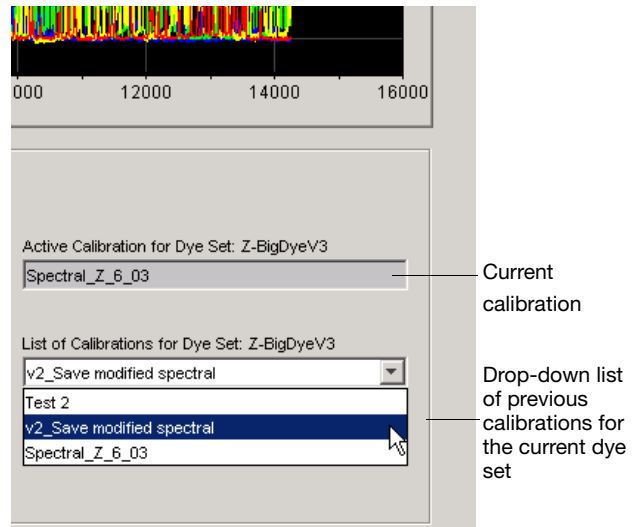 000 12000 14000 16000
Active Calibration for Dye Set: Z-BigDyeV3
Spectral_Z_6_03
Current
calibration
List of Calibrations for Dye Set: Z-BigDyeV3
v2_Save modified spectral
Test 2
v2_Save modified spectral
Spectral_Z_6_03
Drop-down list
of previous
calibrations for
the current dye
set